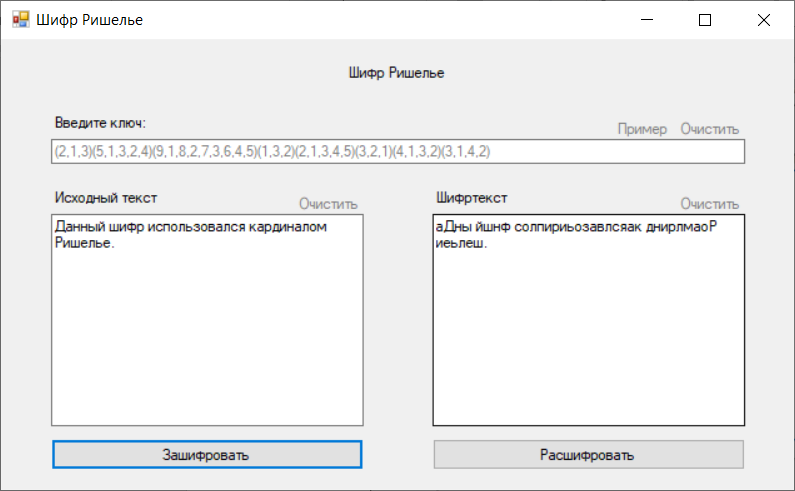 Шифр Ришелье
Шифр Ришелье
Введите ключ:
Пример Очистить
(2,1,3)(5,1,3,2,4)(9,1,8,2,7,3,6,4,5)(1,3,2)(2,1,3,4,5)(3,2,1)(4,1,3,2)(3,1,4,2)
Исходный текст
Очистить
Шифртекст
Очистить
Данный шифр использовался кардиналом
Ришелье.
аДны йшнф солпириьозавлсяак днирлмаоР
иеьлеш.
Зашифровать
Расшифровать